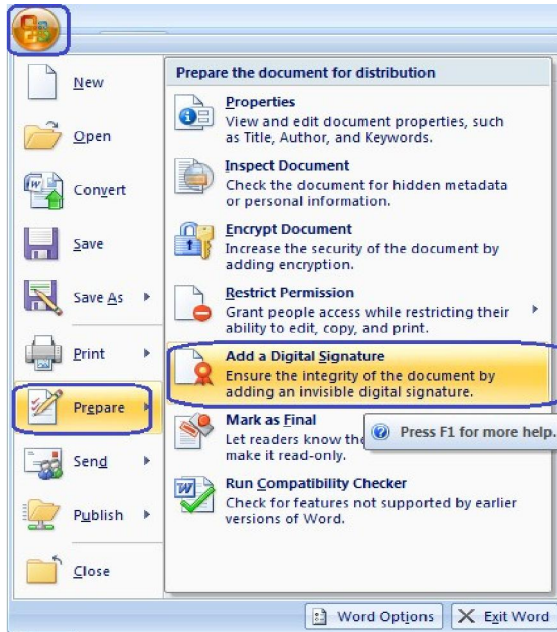 New
Open
Convert
Save
Save As
Print
Prepare
Send
Publish
Close
Prepare the document for distribution
Properties
View and edit document properties, such
as Title, Author, and Keywords.
Inspect Document
Check the document for hidden metadata
or personal information.
Encrypt Document
Increase the security of the document by
adding encryption.
Restrict Permission
Grant people access while restricting their
ability to edit, copy, and print.
Add a Digital Signature
Ensure the integrity of the document by
adding an invisible digital signature.
Mark as Final
Let readers know the
make it read-only.
Press F1 for more help.
Run Compatibility Checker
Check for features not supported by earlier
versions of Word.
Word Options
Exit Word